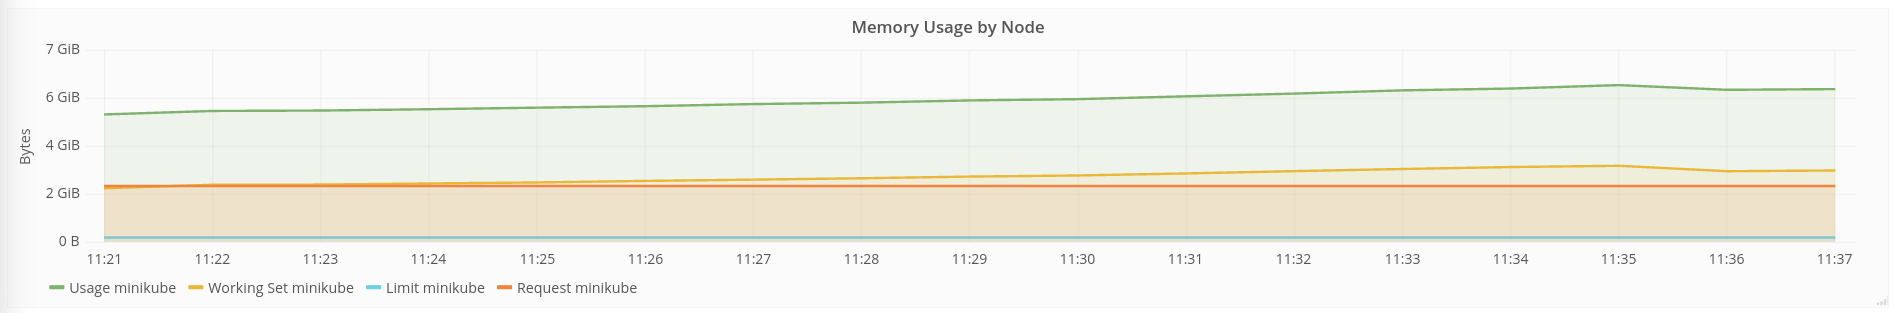 Memory Usage by Node
Bytes
7 GiB
6 GiB
4 GiB
2 GiB
0 B
11:21 11:22 11:23 11:24 11:25 11:26 11:27 11:28 11:29 11:30 11:31 11:32 11:33 11:34 11:35 11:36 11:37
Usage minikube Working Set minikube Limit minikube Request minikube